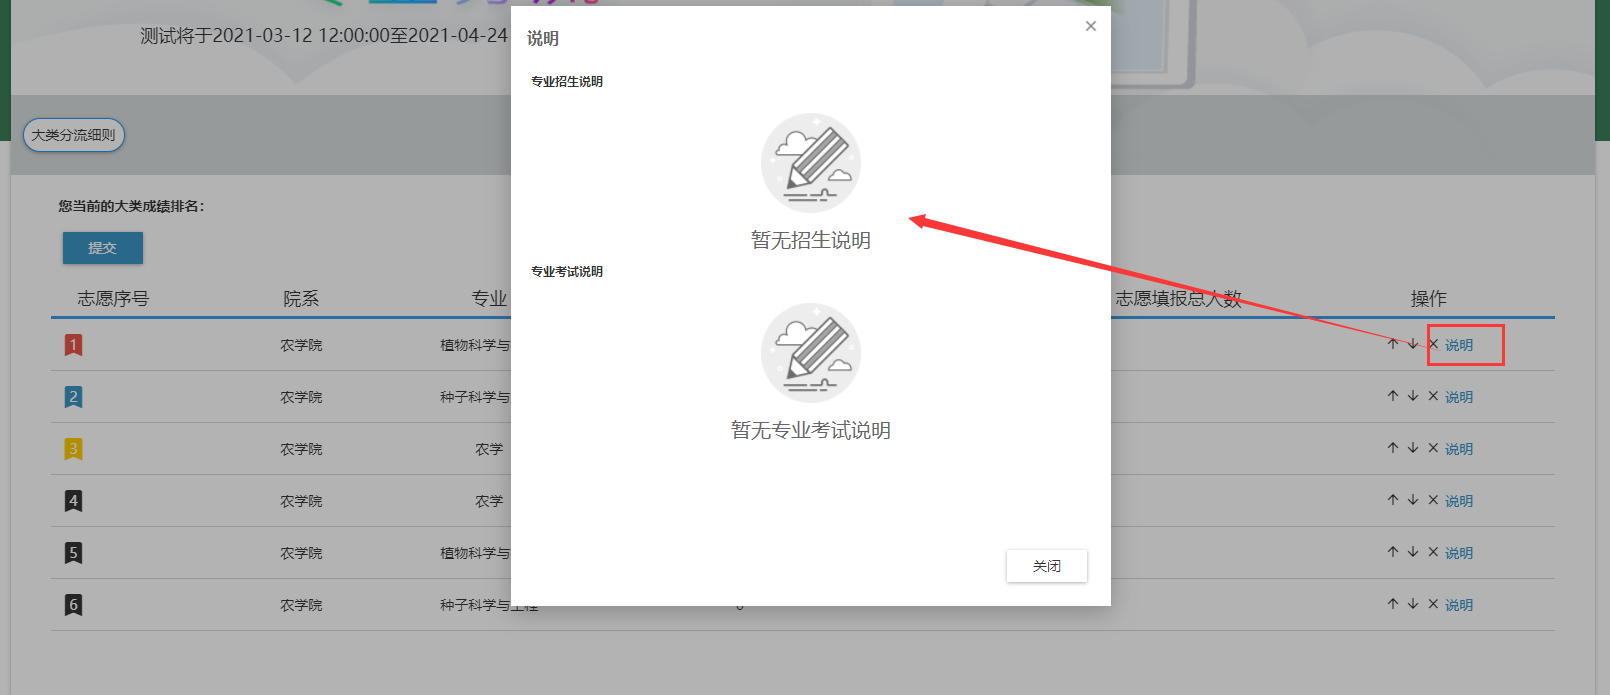 测试将于2021-03-12 12:00:00至2021-04-24
大类分流细则
说明
×
专业招生说明
暂无招生说明
专业考试说明
暂无专业考试说明
关闭
您当前的大类成绩排名:
提交
志愿序号 院系 专业 志愿填报总人数 操作
1 农学院 植物科学与 ↑ ↓ × 说明
2 农学院 种子科学与 ↑ ↓ × 说明
3 农学院 农学 ↑ ↓ × 说明
4 农学院 农学 ↑ ↓ × 说明
5 农学院 植物科学与 ↑ ↓ × 说明
6 农学院 种子科学与工程 ↑ ↓ × 说明